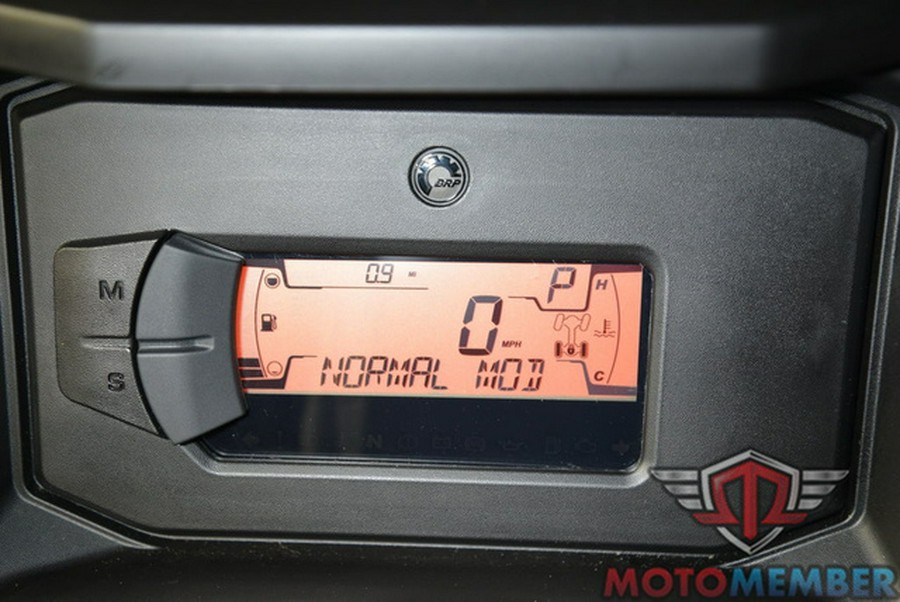 BRP
M
S
0.9 MI
P
H
0 MPH
NORMAL MOD
C
N
MOTOMEMBER